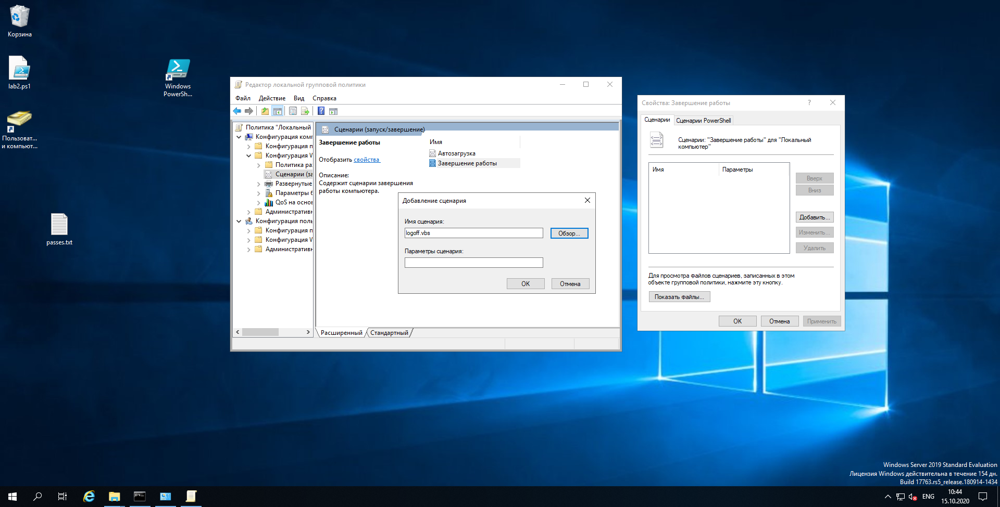 Корзина
lab2.ps1
Windows
PowerSh...
Пользоват...
и компьют...
passes.txt
Редактор локальной групповой политики
Файл Действие Вид Справка
Политика "Локальный
Конфигурация комп
Конфигурация п
Конфигурация W
Политика ра
Сценарии (за
Развернутые
Параметры б
QoS на основ
Административн
Конфигурация поль
Конфигурация п
Конфигурация W
Административн
Сценарии (запуск/завершение)
Завершение работы
Отобразить свойства
Описание:
Содержит сценарии завершения
работы компьютера.
Имя
Автозагрузка
Завершение работы
Расширенный Стандартный
Добавление сценария
Имя сценария:
logoff.vbs Обзор...
Параметры сценария:
OK Отмена
Свойства: Завершение работы ?
Сценарии Сценарии PowerShell
Сценарии: "Завершение работы" для "Локальный
компьютер"
Имя Параметры
Вверх
Вниз
Добавить...
Изменить...
Удалить
Для просмотра файлов сценариев, записанных в этом
объекте групповой политики, нажмите эту кнопку.
Показать файлы...
OK Отмена Применить
Windows Server 2019 Standard Evaluation
Лицензия Windows действительна в течение 154 дн.
Build 17763.rs5_release.180914-1434
ENG
10:44
15.10.2020